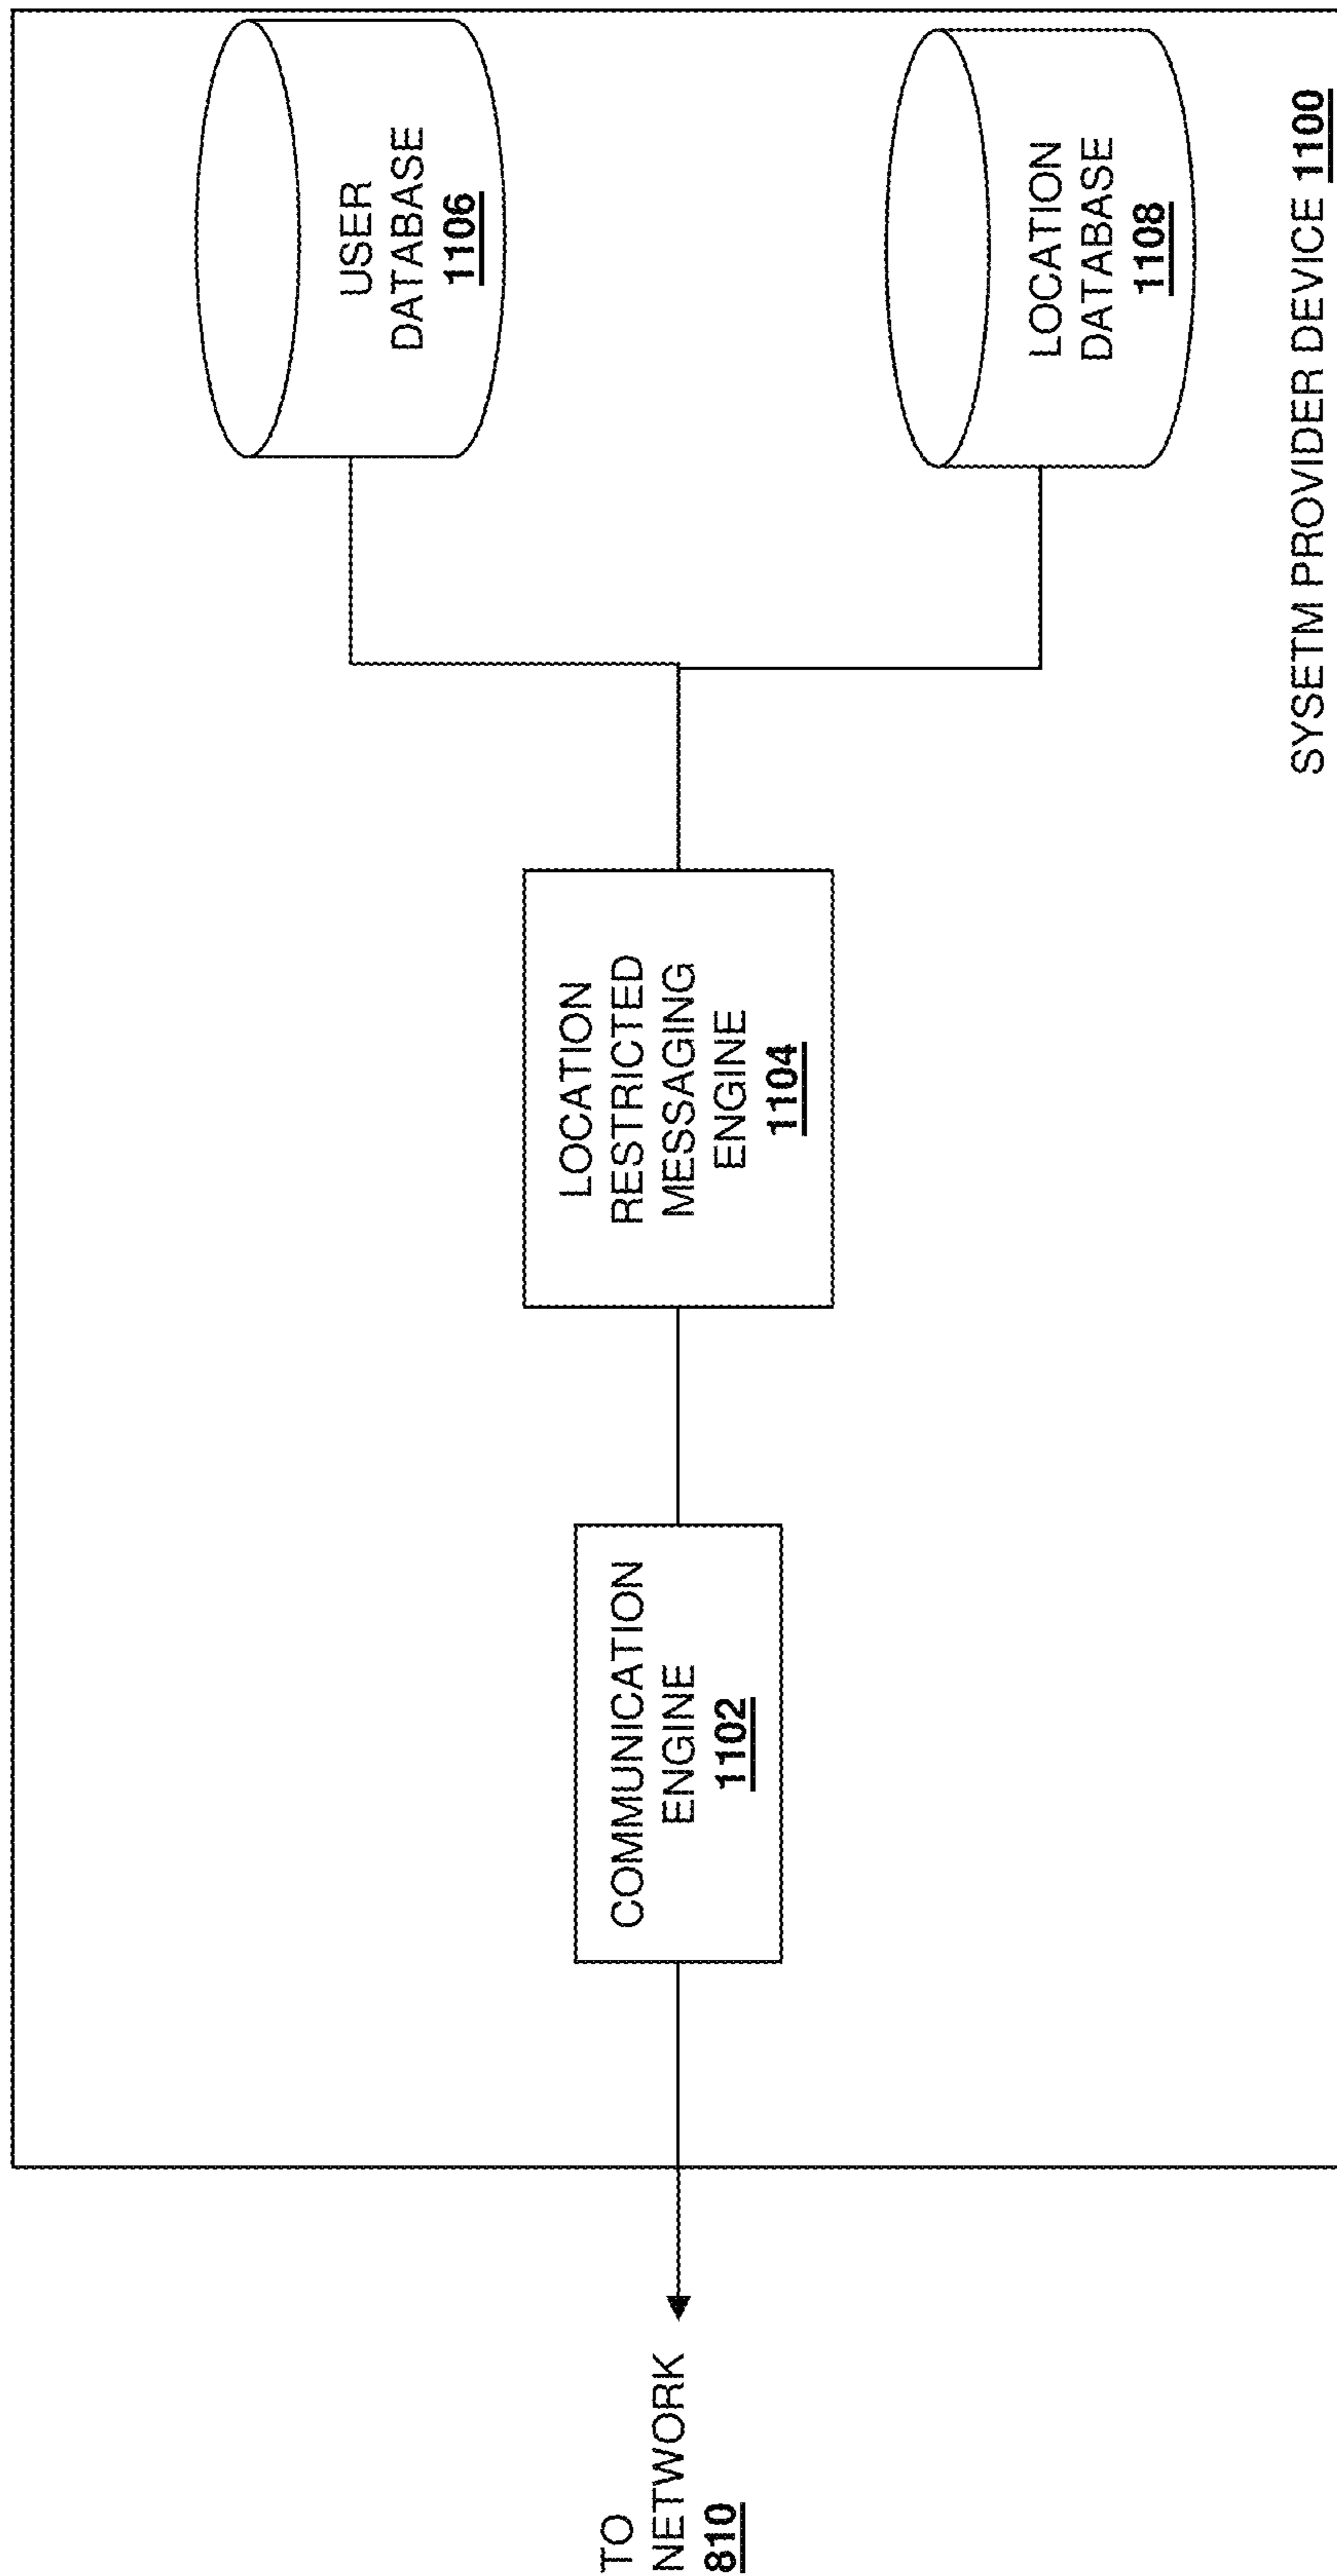 TO
NETWORK
810
COMMUNICATION
ENGINE
1102
LOCATION
RESTRICTED
MESSAGING
ENGINE
1104
USER
DATABASE
1106
LOCATION
DATABASE
1108
SYSETM PROVIDER DEVICE 1100